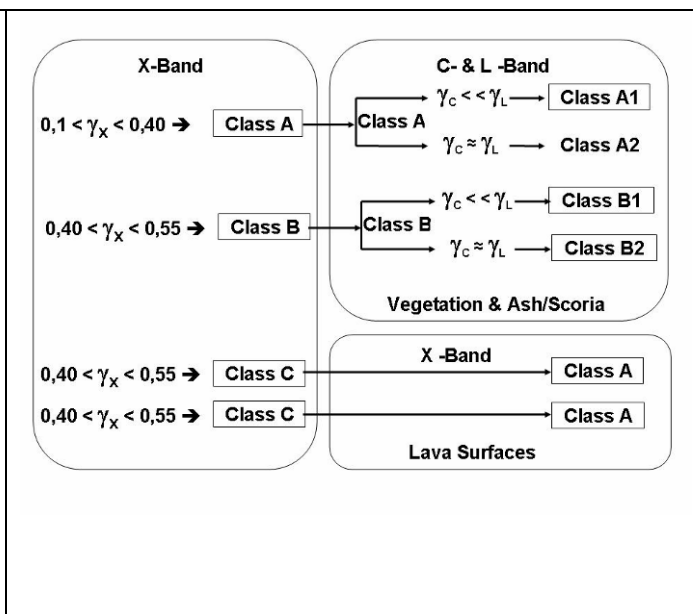 X-Band
C- & L -Band
0,1 < γX < 0,40 ➔ Class A
Class A
γC < < γL Class A1
γC ≈ γL Class A2
0,40 < γX < 0,55 ➔ Class B
Class B
γC < < γL Class B1
γC ≈ γL Class B2
Vegetation & Ash/Scoria
X -Band
0,40 < γX < 0,55 ➔ Class C Class A
0,40 < γX < 0,55 ➔ Class C Class A
Lava Surfaces